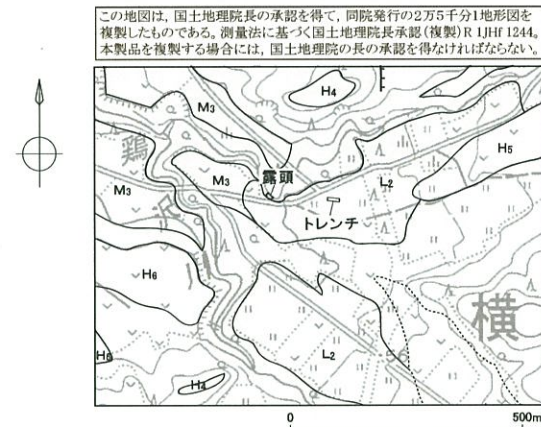 この地図は，国土地理院長の承認を得て，同院発行の2万5千分1地形図を
複製したものである。測量法に基づく国土地理院長承認（複製）R 1JHf 1244。
本製品を複製する場合には，国土地理院の長の承認を得なければならない。
H4
M3
H5
M3
露頭
L2
M3
トレンチ
H6
横
L2
56
H5
H4
0
500m